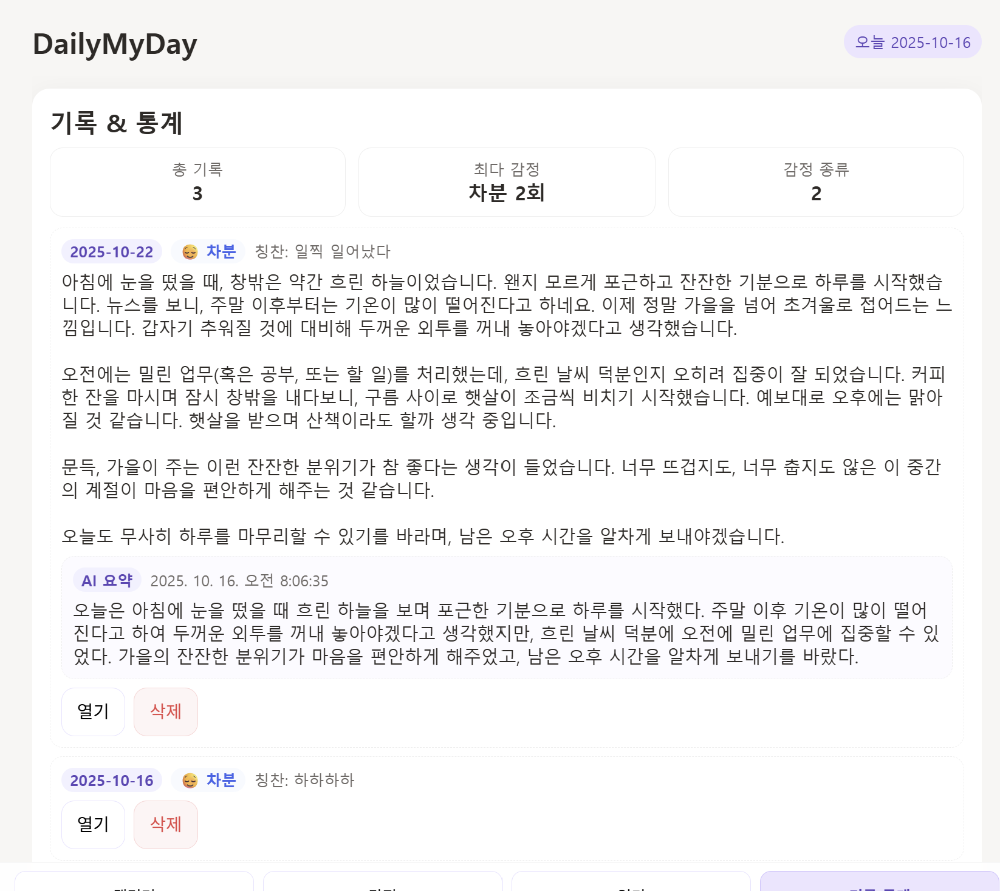 DailyMyDay
오늘 2025-10-16
기록 & 통계
총 기록
3
최다 감정
차분 2회
감정 종류
2
2025-10-22 차분 칭찬: 일찍 일어났다
아침에 눈을 떴을 때, 창밖은 약간 흐린 하늘이었습니다. 왠지 모르게 포근하고 잔잔한 기분으로 하루를 시작했습
니다. 뉴스를 보니, 주말 이후부터는 기온이 많이 떨어진다고 하네요. 이제 정말 가을을 넘어 초겨울로 접어드는 느
낌입니다. 갑자기 추워질 것에 대비해 두꺼운 외투를 꺼내 놓아야겠다고 생각했습니다.
오전에는 밀린 업무(혹은 공부, 또는 할 일)를 처리했는데, 흐린 날씨 덕분인지 오히려 집중이 잘 되었습니다. 커피
한 잔을 마시며 잠시 창밖을 내다보니, 구름 사이로 햇살이 조금씩 비치기 시작했습니다. 예보대로 오후에는 맑아
질 것 같습니다. 햇살을 받으며 산책이라도 할까 생각 중입니다.
문득, 가을이 주는 이런 잔잔한 분위기가 참 좋다는 생각이 들었습니다. 너무 뜨겁지도, 너무 춥지도 않은 이 중간
의 계절이 마음을 편안하게 해주는 것 같습니다.
오늘도 무사히 하루를 마무리할 수 있기를 바라며, 남은 오후 시간을 알차게 보내야겠습니다.
AI 요약 2025. 10. 16. 오전 8:06:35
오늘은 아침에 눈을 떴을 때 흐린 하늘을 보며 포근한 기분으로 하루를 시작했다. 주말 이후 기온이 많이 떨어
진다고 하여 두꺼운 외투를 꺼내 놓아야겠다고 생각했지만, 흐린 날씨 덕분에 오전에 밀린 업무에 집중할 수 있
었다. 가을의 잔잔한 분위기가 마음을 편안하게 해주었고, 남은 오후 시간을 알차게 보내기를 바랐다.
열기 삭제
2025-10-16 차분 칭찬: 하하하하
열기 삭제